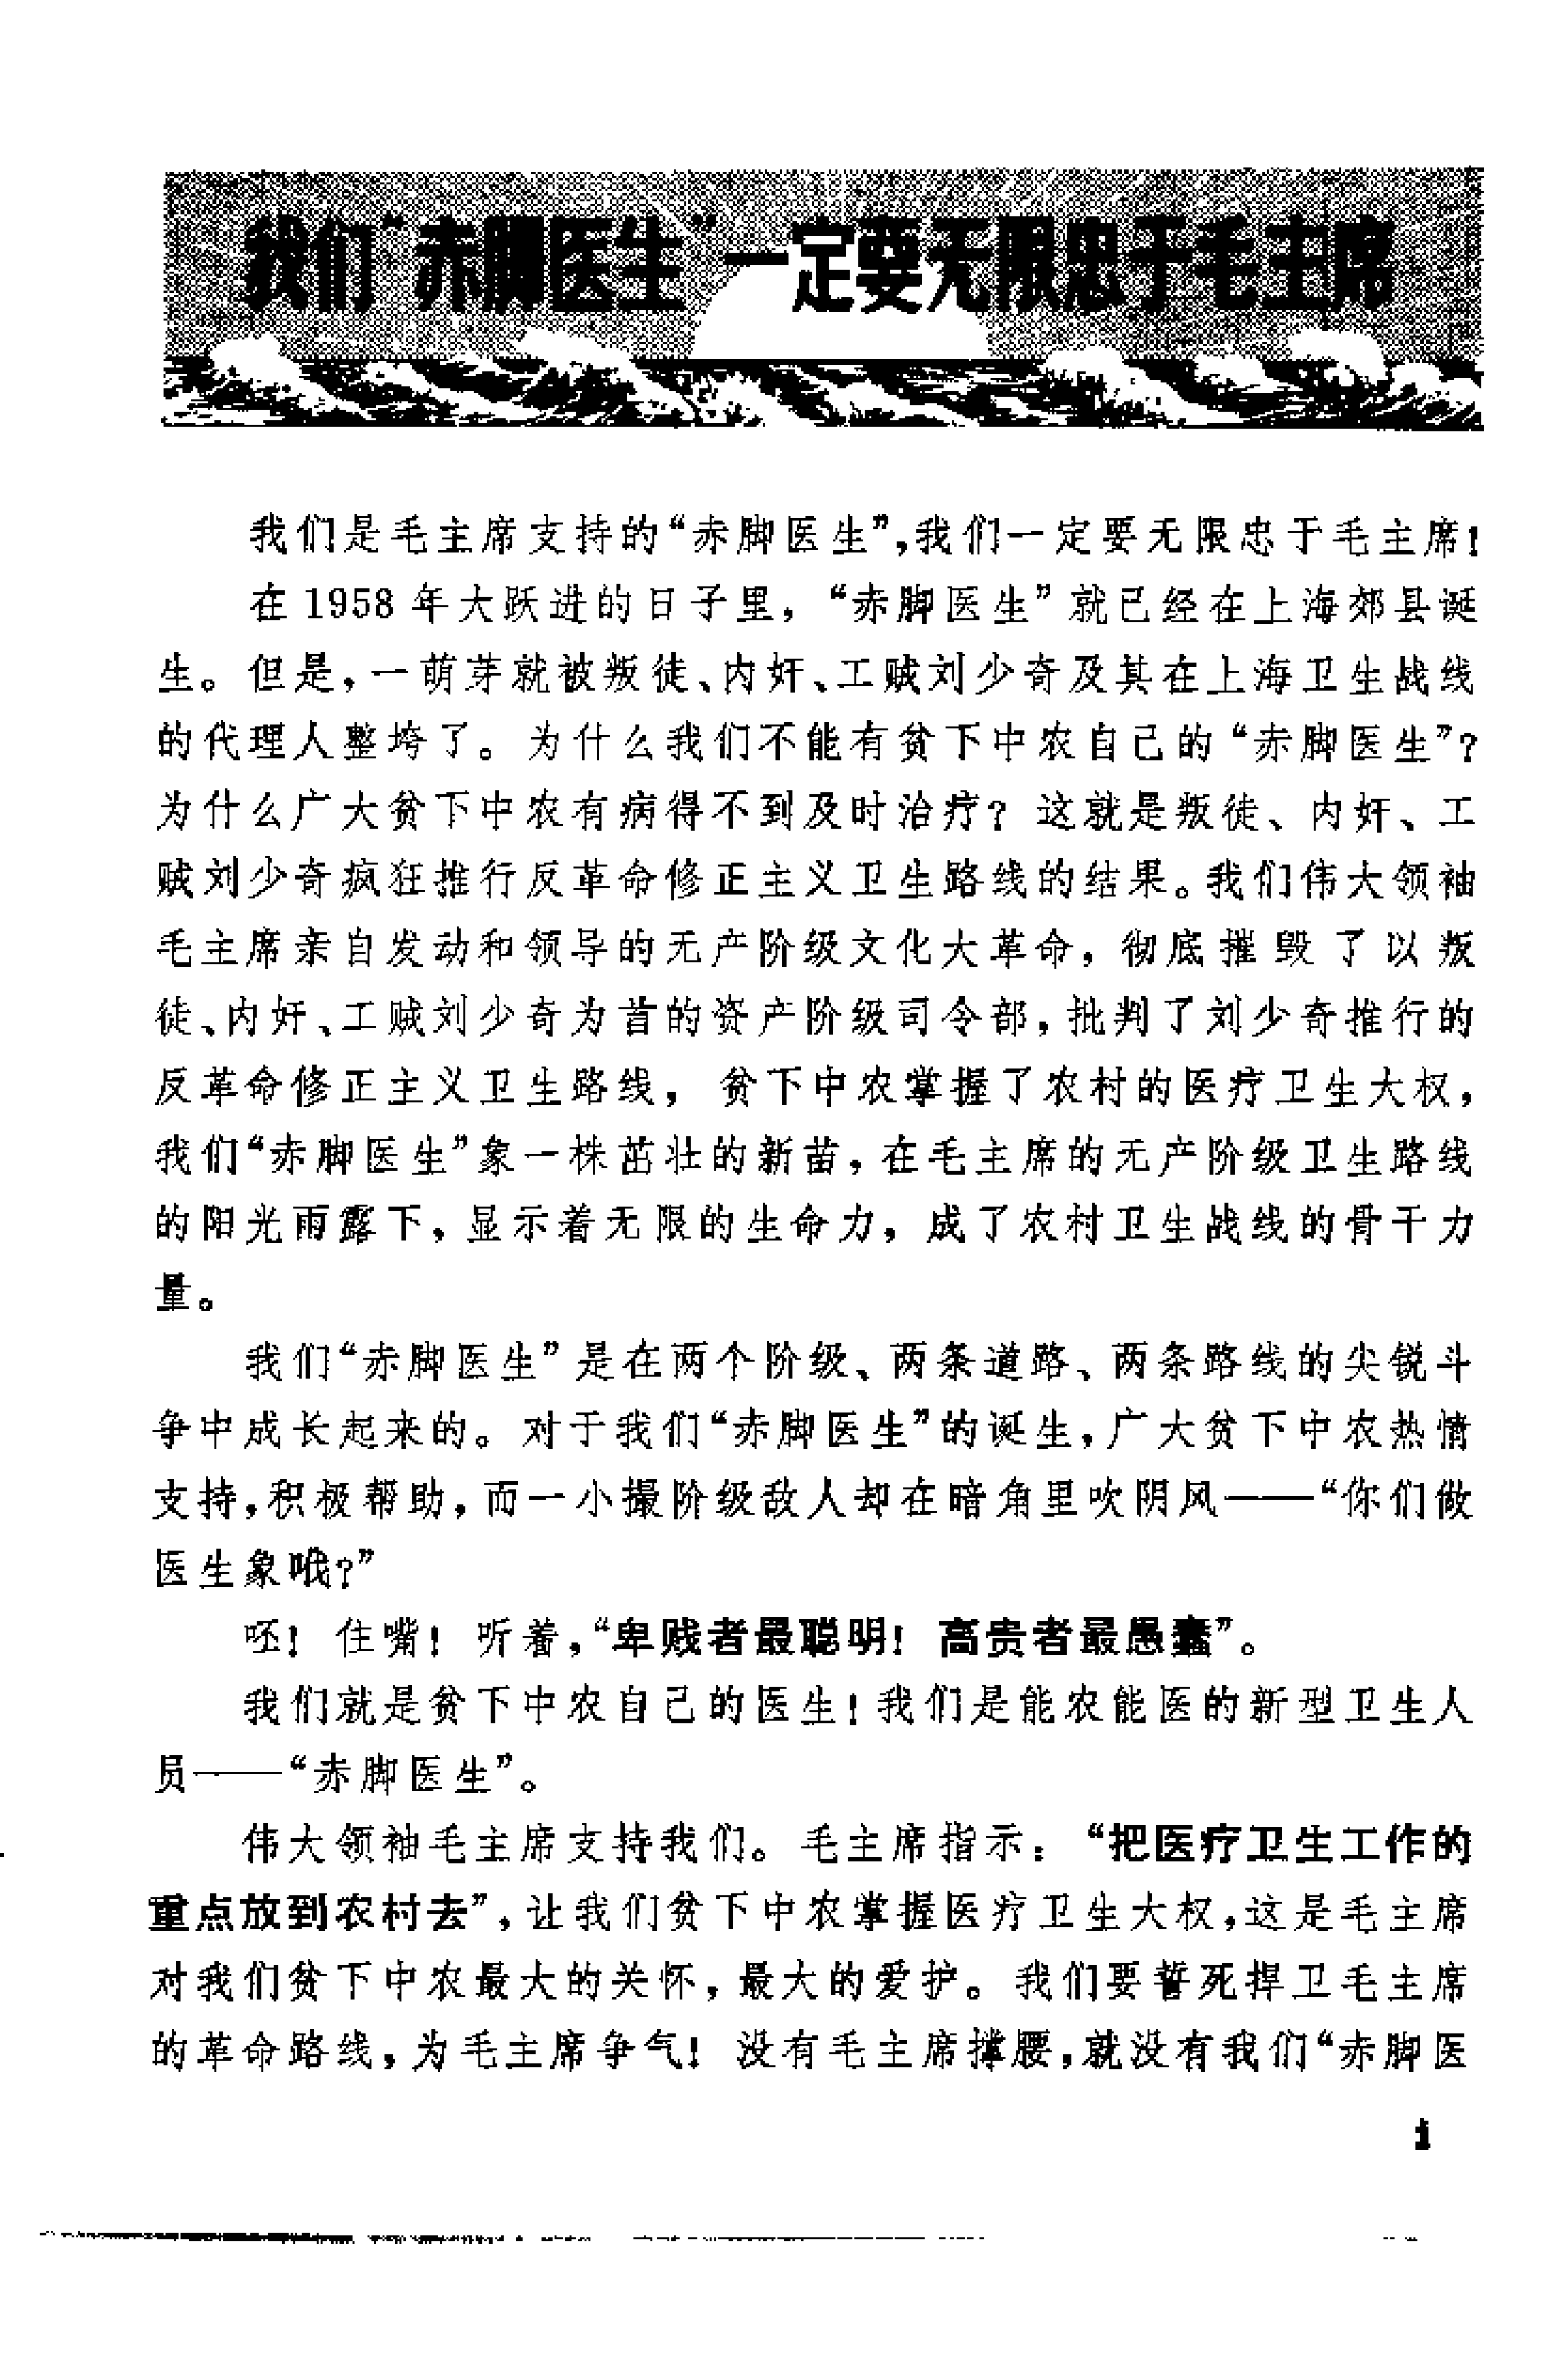 我们“赤脚医生”一定要无限忠于毛主席
我们是毛主席支持的“赤脚医生”,我们一定要无限忠于毛主席!
在1958年大跃进的日子里，“赤脚医生”就已经在上海郊县诞
生。但是，一萌芽就被叛徒、内奸、工贼刘少奇及其在上海卫生战线
的代理人整垮了。为什么我们不能有贫下中农自己的“赤脚医生”?
为什么广大贫下中农有病得不到及时治疗? 这就是叛徒、内奸、工
贼刘少奇疯狂推行反革命修正主义卫生路线的结果。我们伟大领袖
毛主席亲自发动和领导的无产阶级文化大革命，彻底摧毁了以叛
徒、内奸、工贼刘少奇为首的资产阶级司令部，批判了刘少奇推行的
反革命修正主义卫生路线，贫下中农掌握了农村的医疗卫生大权，
我们“赤脚医生”象一株茁壮的新苗，在毛主席的无产阶级卫生路线
的阳光雨露下，显示着无限的生命力，成了农村卫生战线的骨干力
量。
我们“赤脚医生”是在两个阶级、两条道路、两条路线的尖锐斗
争中成长起来的。对于我们“赤脚医生”的诞生，广大贫下中农热情
支持，积极帮助，而一小撮阶级敌人却在暗角里吹阴风——“你们做
医生象哦?”
呸! 住嘴! 听着，“卑贱者最聪明! 高贵者最愚蠢”。
我们就是贫下中农自己的医生!我们是能农能医的新型卫生人
员——“赤脚医生”。
伟大领袖毛主席支持我们。毛主席指示：“把医疗卫生工作的
重点放到农村去”，让我们贫下中农掌握医疗卫生大权，这是毛主席
对我们贫下中农最大的关怀，最大的爱护。我们要誓死捍卫毛主席
的革命路线，为毛主席争气! 没有毛主席撑腰，就没有我们“赤脚医
1